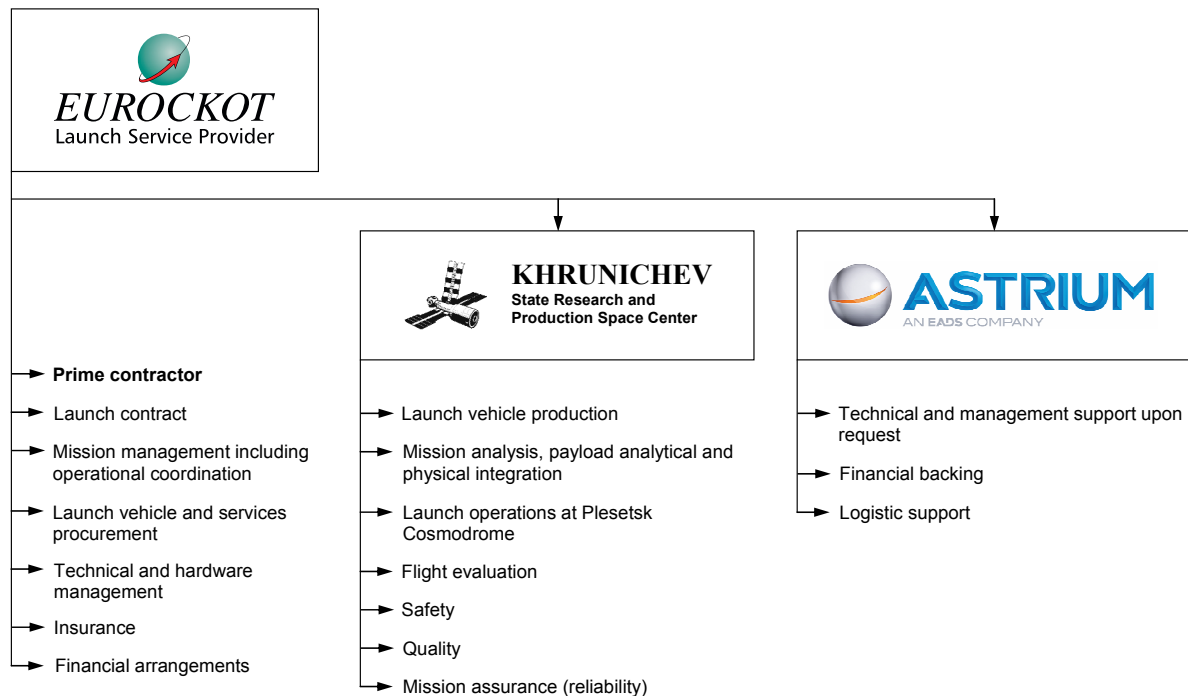 EUROCKOT
Launch Service Provider
KHRUNICHEV
State Research and
Production Space Center
ASTRIUM
AN EADS COMPANY
Prime contractor
Launch contract
Mission management including
operational coordination
Launch vehicle and services
procurement
Technical and hardware
management
Insurance
Financial arrangements
Launch vehicle production
Mission analysis, payload analytical and
physical integration
Launch operations at Plesetsk
Cosmodrome
Flight evaluation
Safety
Quality
Mission assurance (reliability)
Technical and management support upon
request
Financial backing
Logistic support